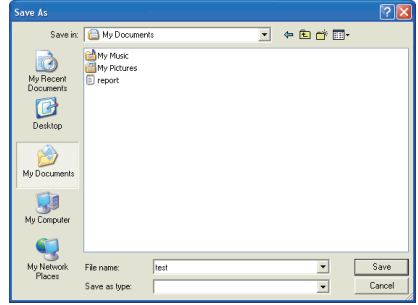 Save As
Save in: My Documents
My Recent
Documents
Desktop
My Documents
My Computer
My Network
Places
My Music
My Pictures
report
File name: test Save
Save as type: Cancel